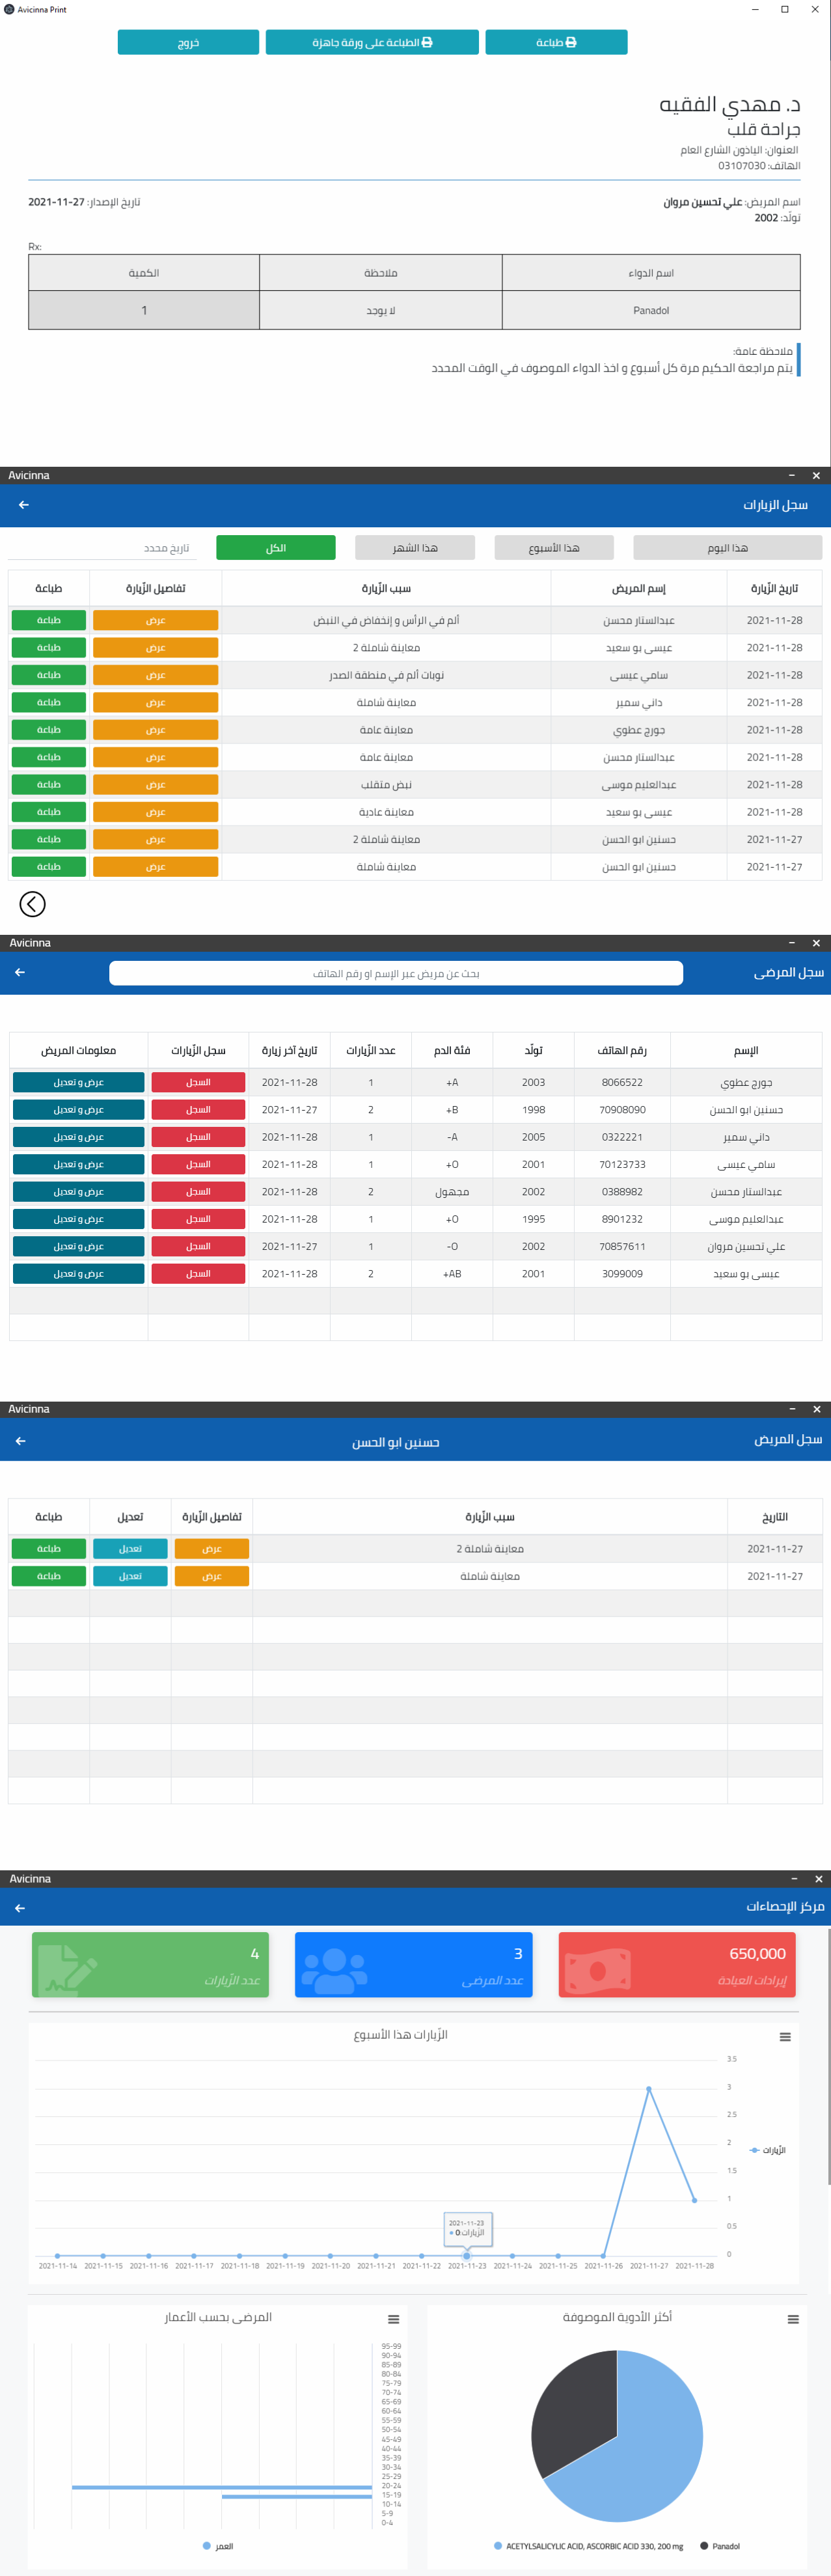 Avicinna Print
طباعة
الطباعة على ورقة جاهزة
خروج
د. مهدي الفقيه
جراحة قلب
العنوان: الياذون الشارع العام
الهاتف: 03107030
اسم المريض: علي تحسين مروان
تاريخ الإصدار: 27-11-2021
تولّد: 2002
Rx:
اسم الدواء ملاحظة الكمية
Panadol لا يوجد 1
ملاحظة عامة:
يتم مراجعة الحكيم مرة كل أسبوع و اخذ الدواء الموصوف في الوقت المحدد
Avicinna
سجل الزيارات
هذا اليوم هذا الأسبوع هذا الشهر الكل تاريخ محدد
تاريخ الزّيارة إسم المريض سبب الزّيارة تفاصيل الزّيارة طباعة
2021-11-28 عبدالستار محسن ألم في الرأس و إنخفاض في النبض عرض طباعة
2021-11-28 عيسى بو سعيد معاينة شاملة 2 عرض طباعة
2021-11-28 سامي عيسى نوبات ألم في منطقة الصدر عرض طباعة
2021-11-28 داني سمير معاينة شاملة عرض طباعة
2021-11-28 جورج عطوي معاينة عامة عرض طباعة
2021-11-28 عبدالستار محسن معاينة عامة عرض طباعة
2021-11-28 عبدالعليم موسى نبض متقلب عرض طباعة
2021-11-28 عيسى بو سعيد معاينة عادية عرض طباعة
2021-11-27 حسنين ابو الحسن معاينة شاملة 2 عرض طباعة
2021-11-27 حسنين ابو الحسن معاينة شاملة عرض طباعة
Avicinna
سجل المرضى
بحث عن مريض عبر الإسم او رقم الهاتف
الإسم رقم الهاتف تولّد فئة الدم عدد الزّيارات تاريخ آخر زيارة سجل الزّيارات معلومات المريض
جورج عطوي 8066522 2003 A+ 1 2021-11-28 السجل عرض و تعديل
حسنين ابو الحسن 70908090 1998 B+ 2 2021-11-27 السجل عرض و تعديل
داني سمير 0322221 2005 A- 1 2021-11-28 السجل عرض و تعديل
سامي عيسى 70123733 2001 O+ 1 2021-11-28 السجل عرض و تعديل
عبدالستار محسن 0388982 2002 مجهول 2 2021-11-28 السجل عرض و تعديل
عبدالعليم موسى 8901232 1995 O+ 1 2021-11-28 السجل عرض و تعديل
علي تحسين مروان 70857611 2002 O- 1 2021-11-27 السجل عرض و تعديل
عيسى بو سعيد 3099009 2001 AB+ 2 2021-11-28 السجل عرض و تعديل
Avicinna
سجل المريض
حسنين ابو الحسن
التاريخ سبب الزّيارة تفاصيل الزّيارة تعديل طباعة
2021-11-27 معاينة شاملة 2 عرض تعديل طباعة
2021-11-27 معاينة شاملة عرض تعديل طباعة
Avicinna
مركز الإحصاءات
650,000
إيرادات العيادة
3
عدد المرضى
4
عدد الزّيارات
الزّيارات هذا الأسبوع
3.5
3
2.5
2
1.5
1
0.5
0
الزّيارات
2021-11-23
الزّيارات: 0
2021-11-14 2021-11-15 2021-11-16 2021-11-17 2021-11-18 2021-11-19 2021-11-20 2021-11-21 2021-11-22 2021-11-23 2021-11-24 2021-11-25 2021-11-26 2021-11-27 2021-11-28
أكثر الأدوية الموصوفة
ACETYLSALICYLIC ACID, ASCORBIC ACID 330, 200 mg
Panadol
المرضى بحسب الأعمار
95-99
90-94
85-89
80-84
75-79
70-74
65-69
60-64
55-59
50-54
45-49
40-44
35-39
30-34
25-29
20-24
15-19
10-14
5-9
0-4
العمر